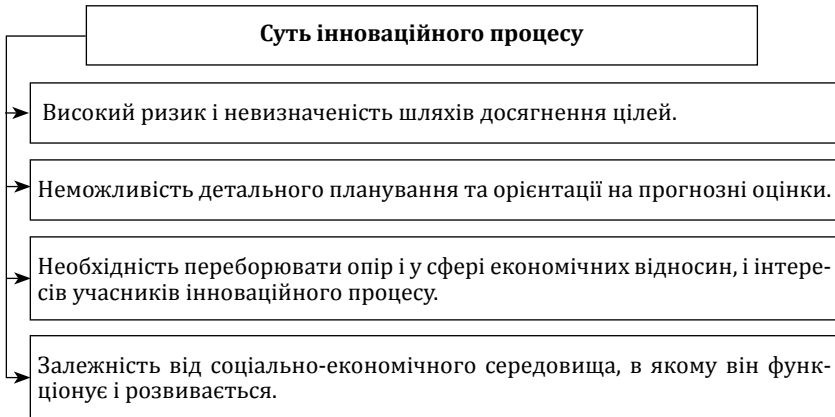 Суть інноваційного процесу
Високий ризик і невизначеність шляхів досягнення цілей.
Неможливість детального планування та орієнтації на прогнозні оцінки.
Необхідність переборювати опір і у сфері економічних відносин, і інтере-
сів учасників інноваційного процесу.
Залежність від соціально-економічного середовища, в якому він функ-
ціонує і розвивається.